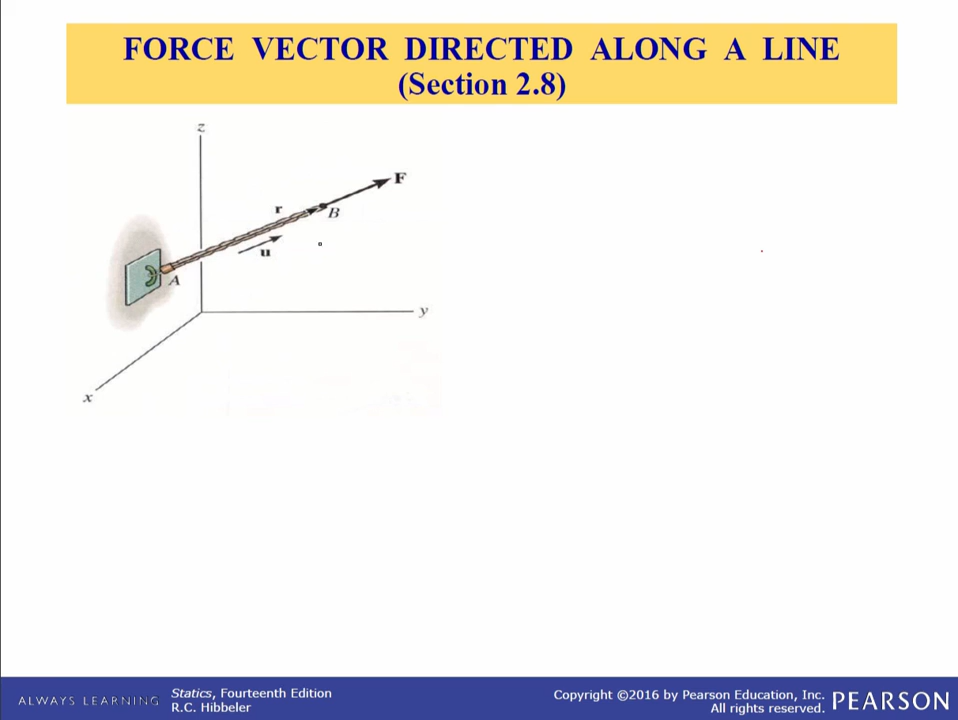 FORCE VECTOR DIRECTED ALONG A LINE
(Section 2.8)
z
F
r
B
u
A
y
x
ALWAYS LEARNING
Statics, Fourteenth Edition
R.C. Hibbeler
Copyright ©2016 by Pearson Education, Inc.
All rights reserved.
PEARSON